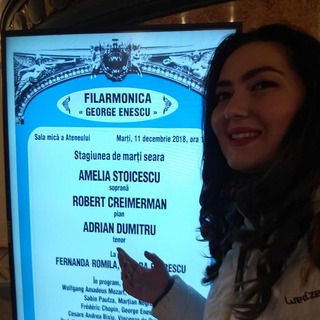 FILARMONICA
« GEORGE ENESCU »
Sala mică a Ateneului Marți, 11 decembrie 2018, ora 1
Stagiunea de marți seara
AMELIA STOICESCU
soprană
ROBERT CREIMERMAN
pian
ADRIAN DUMITRU
tenor
La
FERNANDA ROMILA,
În program,
Wolfgang Amadeus Mozart,
Sabin Pautza, Marțian Negrea
Frédéric Chopin, George Enescu
Cesare Andrea Bixio, Vincenzo